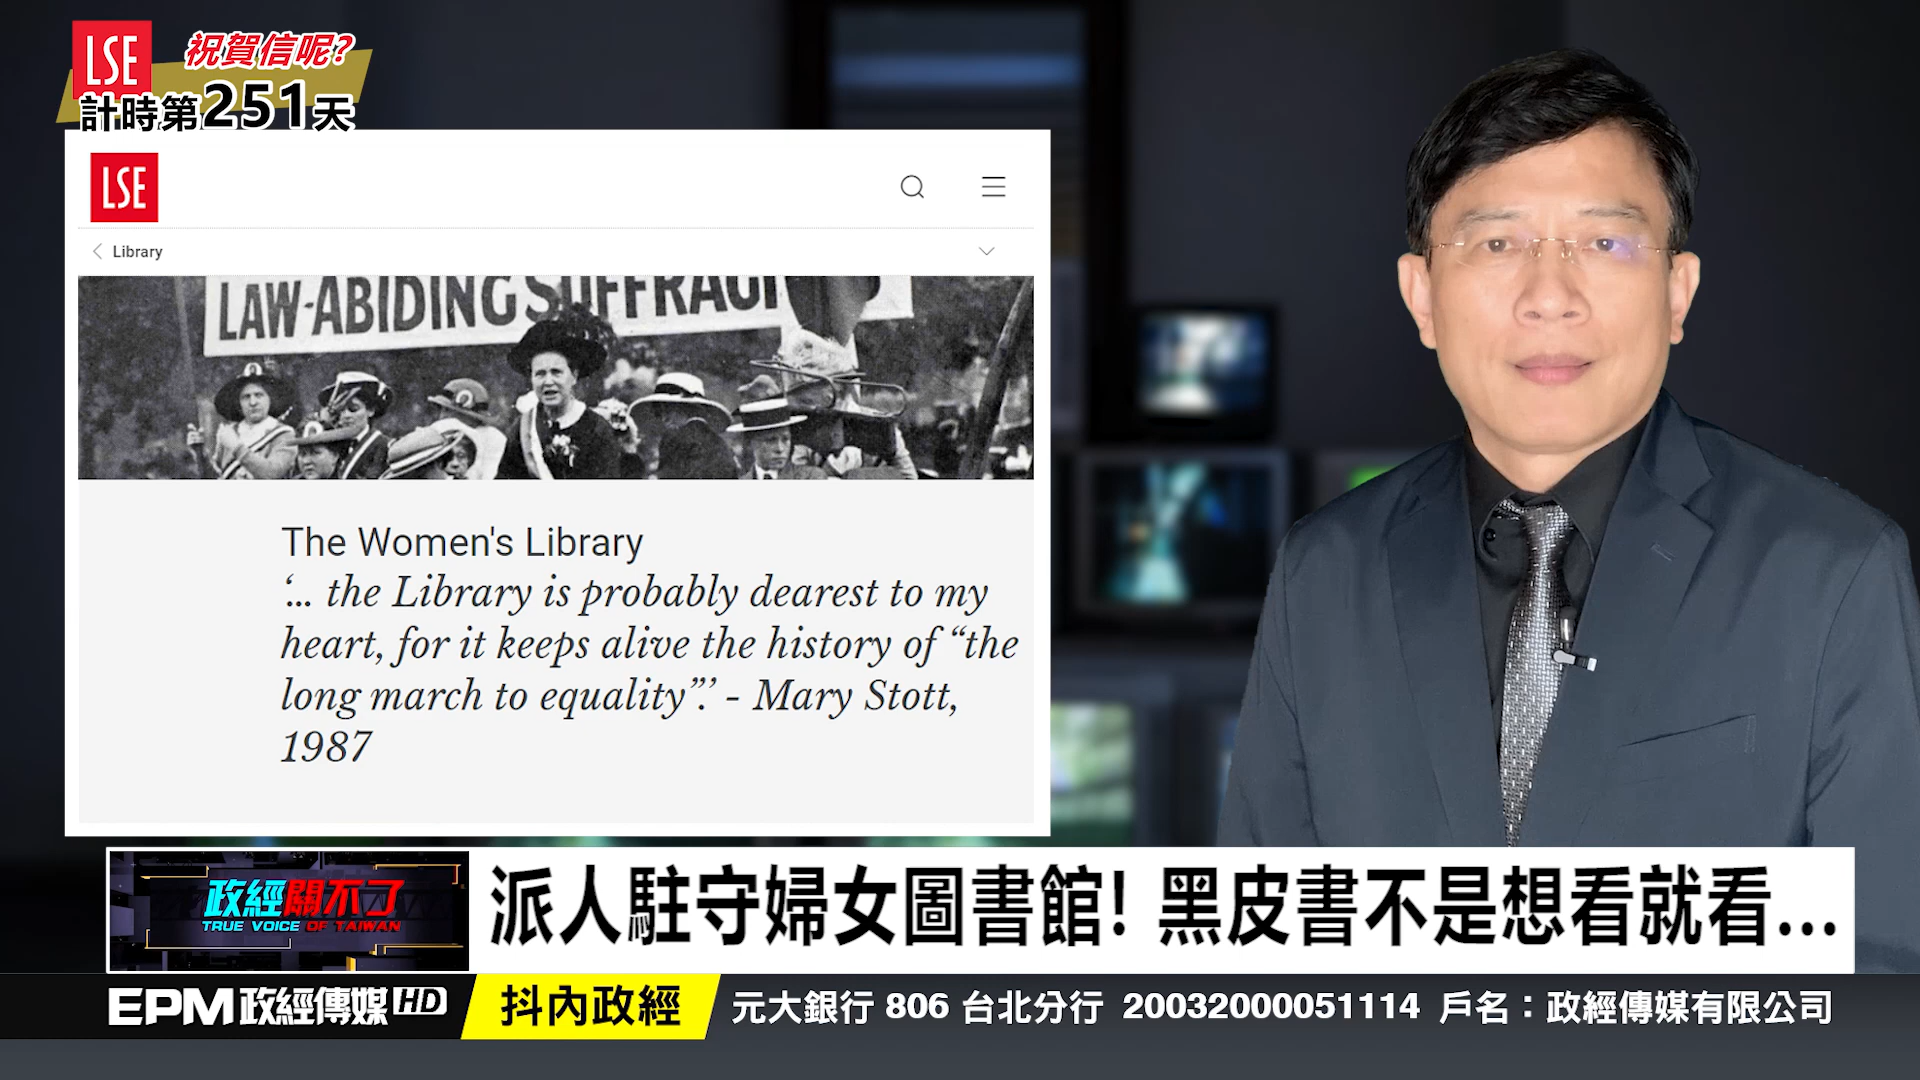 LSE
祝賀信呢?
計時第251天
LSE
Library
LAW-ABIDING SUFFRAGI
The Women's Library
‘... the Library is probably dearest to my
heart, for it keeps alive the history of “the
long march to equality”.’ - Mary Stott,
1987
政經關不了
TRUE VOICE OF TAIWAN
派人駐守婦女圖書館! 黑皮書不是想看就看...
EPM政經傳媒HD
抖內政經
元大銀行 806 台北分行 20032000051114 戶名：政經傳媒有限公司